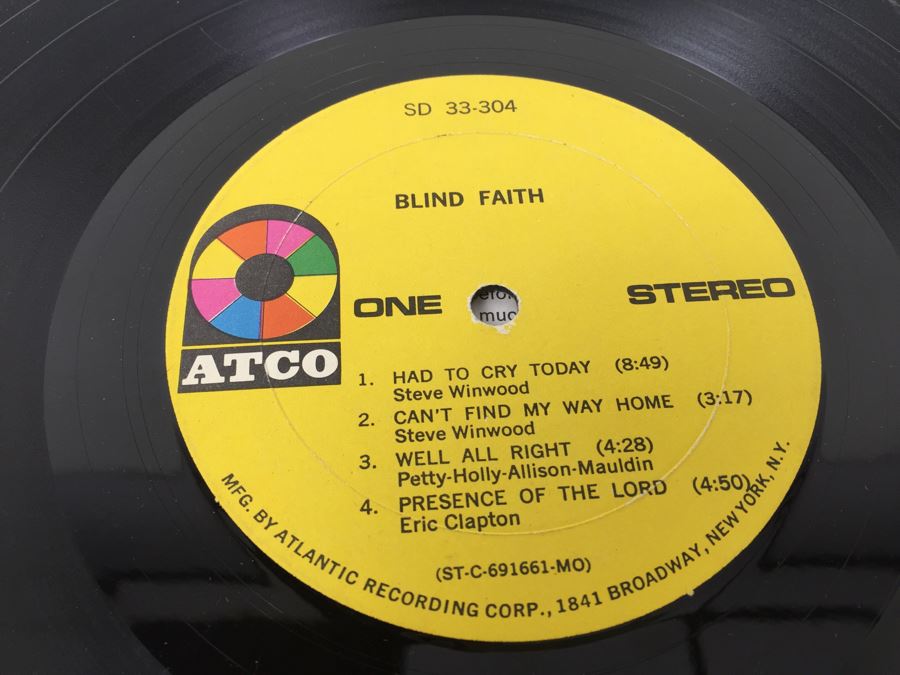 SD 33-304
BLIND FAITH
ATCO
ONE
STEREO
1. HAD TO CRY TODAY (8:49)
Steve Winwood
2. CAN'T FIND MY WAY HOME (3:17)
Steve Winwood
3. WELL ALL RIGHT (4:28)
Petty-Holly-Allison-Mauldin
4. PRESENCE OF THE LORD (4:50)
Eric Clapton
(ST-C-691661-MO)
MFG. BY ATLANTIC RECORDING CORP., 1841 BROADWAY, NEW YORK, N.Y.